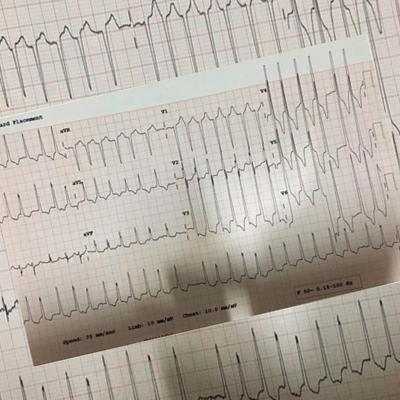 ard Placement
aVR
V1
V4
aVL
V2
V5
aVF
V3
V6
Speed: 25 mm/sec Limb: 10 mm/mV Chest: 10.0 mm/mV
F 60~ 0.15-100 Hz